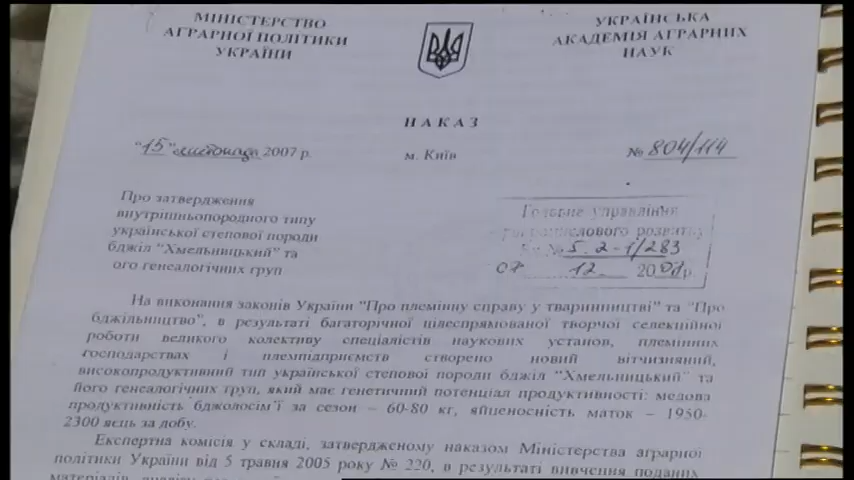 МІНІСТЕРСТВО
АГРАРНОЇ ПОЛІТИКИ
УКРАЇНИ
УКРАЇНСЬКА
АКАДЕМІЯ АГРАРНИХ
НАУК
НАКАЗ
"15" листопада 2007 р.
м. Київ
№ 804/114
Про затвердження
внутрішньопородного типу
української степової породи
бджіл "Хмельницький" та
ого генеалогічних груп
Головне управління
розвитку
№ 5.2-1/283
12 2007р.
На виконання законів України "Про племінну справу у тваринництві" та "Про
бджільництво", в результаті багаторічної цілеспрямованої творчої селекційної
роботи великого колективу спеціалістів наукових установ, племінних
господарствах і племпідприємств створено новий вітчизняний,
високопродуктивний тип української степової породи бджіл "Хмельницький" та
його генеалогічних груп, який має генетичний потенціал продуктивності: медова
продуктивність бджолосім'ї за сезон – 60-80 кг, яйценосність маток – 1950-
2300 яєць за добу.
Експертна комісія у складі, затвердженому наказом Міністерства аграрної
політики України від 5 травня 2005 року № 220, в результаті вивчення поданих